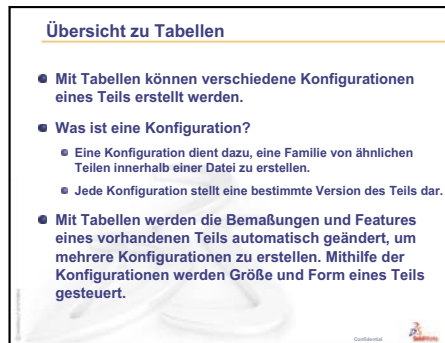 Übersicht zu Tabellen
Mit Tabellen können verschiedene Konfigurationen
eines Teils erstellt werden.
Was ist eine Konfiguration?
Eine Konfiguration dient dazu, eine Familie von ähnlichen
Teilen innerhalb einer Datei zu erstellen.
Jede Konfiguration stellt eine bestimmte Version des Teils dar.
Mit Tabellen werden die Bemaßungen und Features
eines vorhandenen Teils automatisch geändert, um
mehrere Konfigurationen zu erstellen. Mithilfe der
Konfigurationen werden Größe und Form eines Teils
gesteuert.
Confidential
SolidWorks